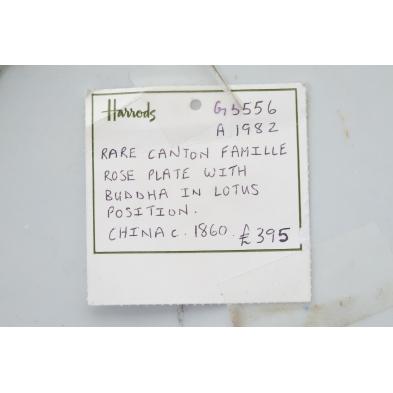 Harrods G5556
A 1982
RARE CANTON FAMILLE
ROSE PLATE WITH
BUDDHA IN LOTUS
POSITION.
CHINA c. 1860. £395